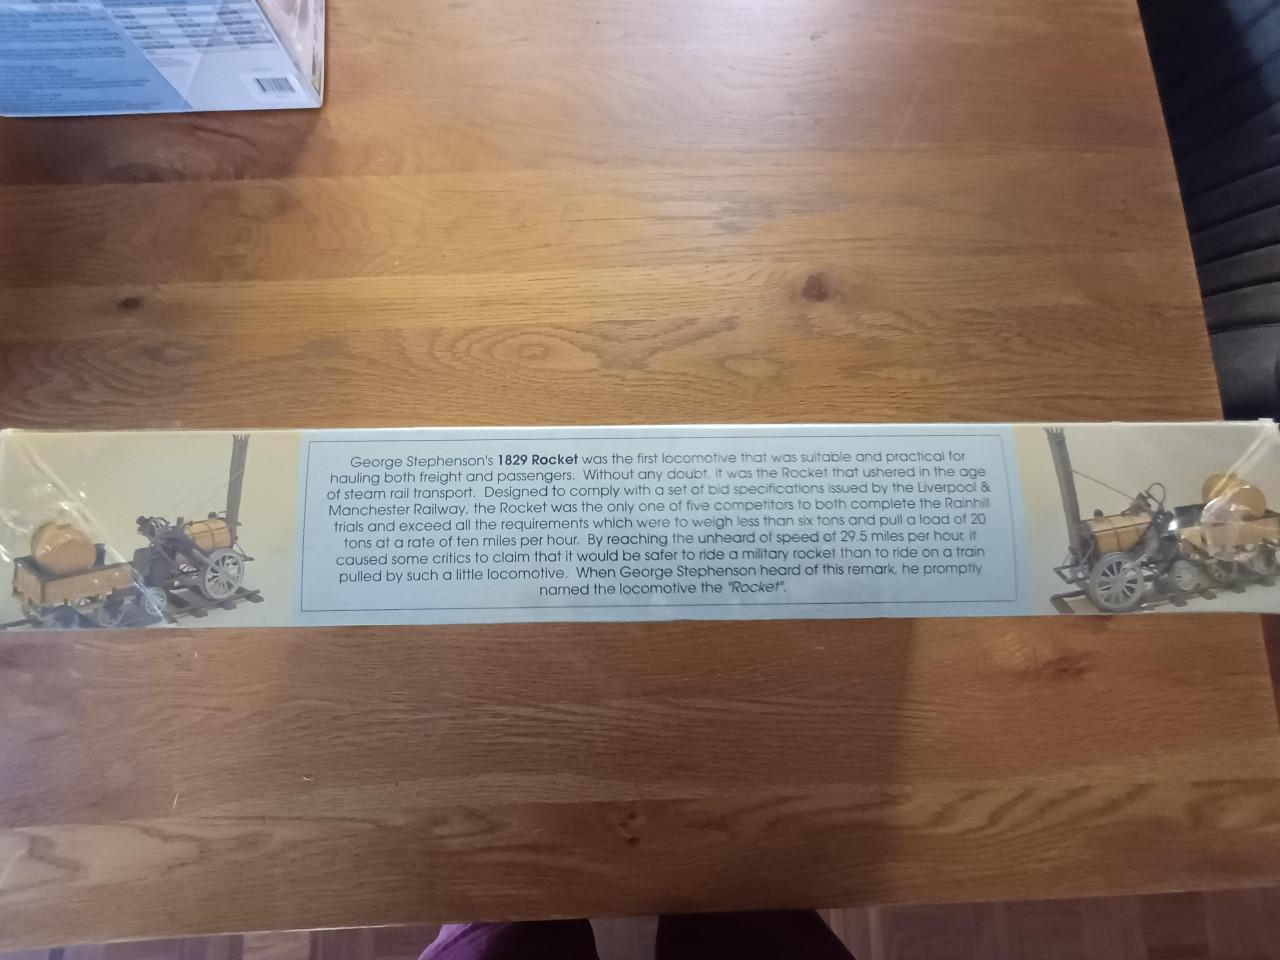 George Stephenson's 1829 Rocket was the first locomotive that was suitable and practical for
hauling both freight and passengers. Without any doubt, it was the Rocket that ushered in the age
of steam rail transport. Designed to comply with a set of bid specifications issued by the Liverpool &
Manchester Railway, the Rocket was the only one of five competitors to both complete the Rainhill
trials and exceed all the requirements which were to weigh less than six tons and pull a load of 20
tons at a rate of ten miles per hour. By reaching the unheard of speed of 29.5 miles per hour, it
caused some critics to claim that it would be safer to ride a military rocket than to ride on a train
pulled by such a little locomotive. When George Stephenson heard of this remark, he promptly
named the locomotive the "Rocket".